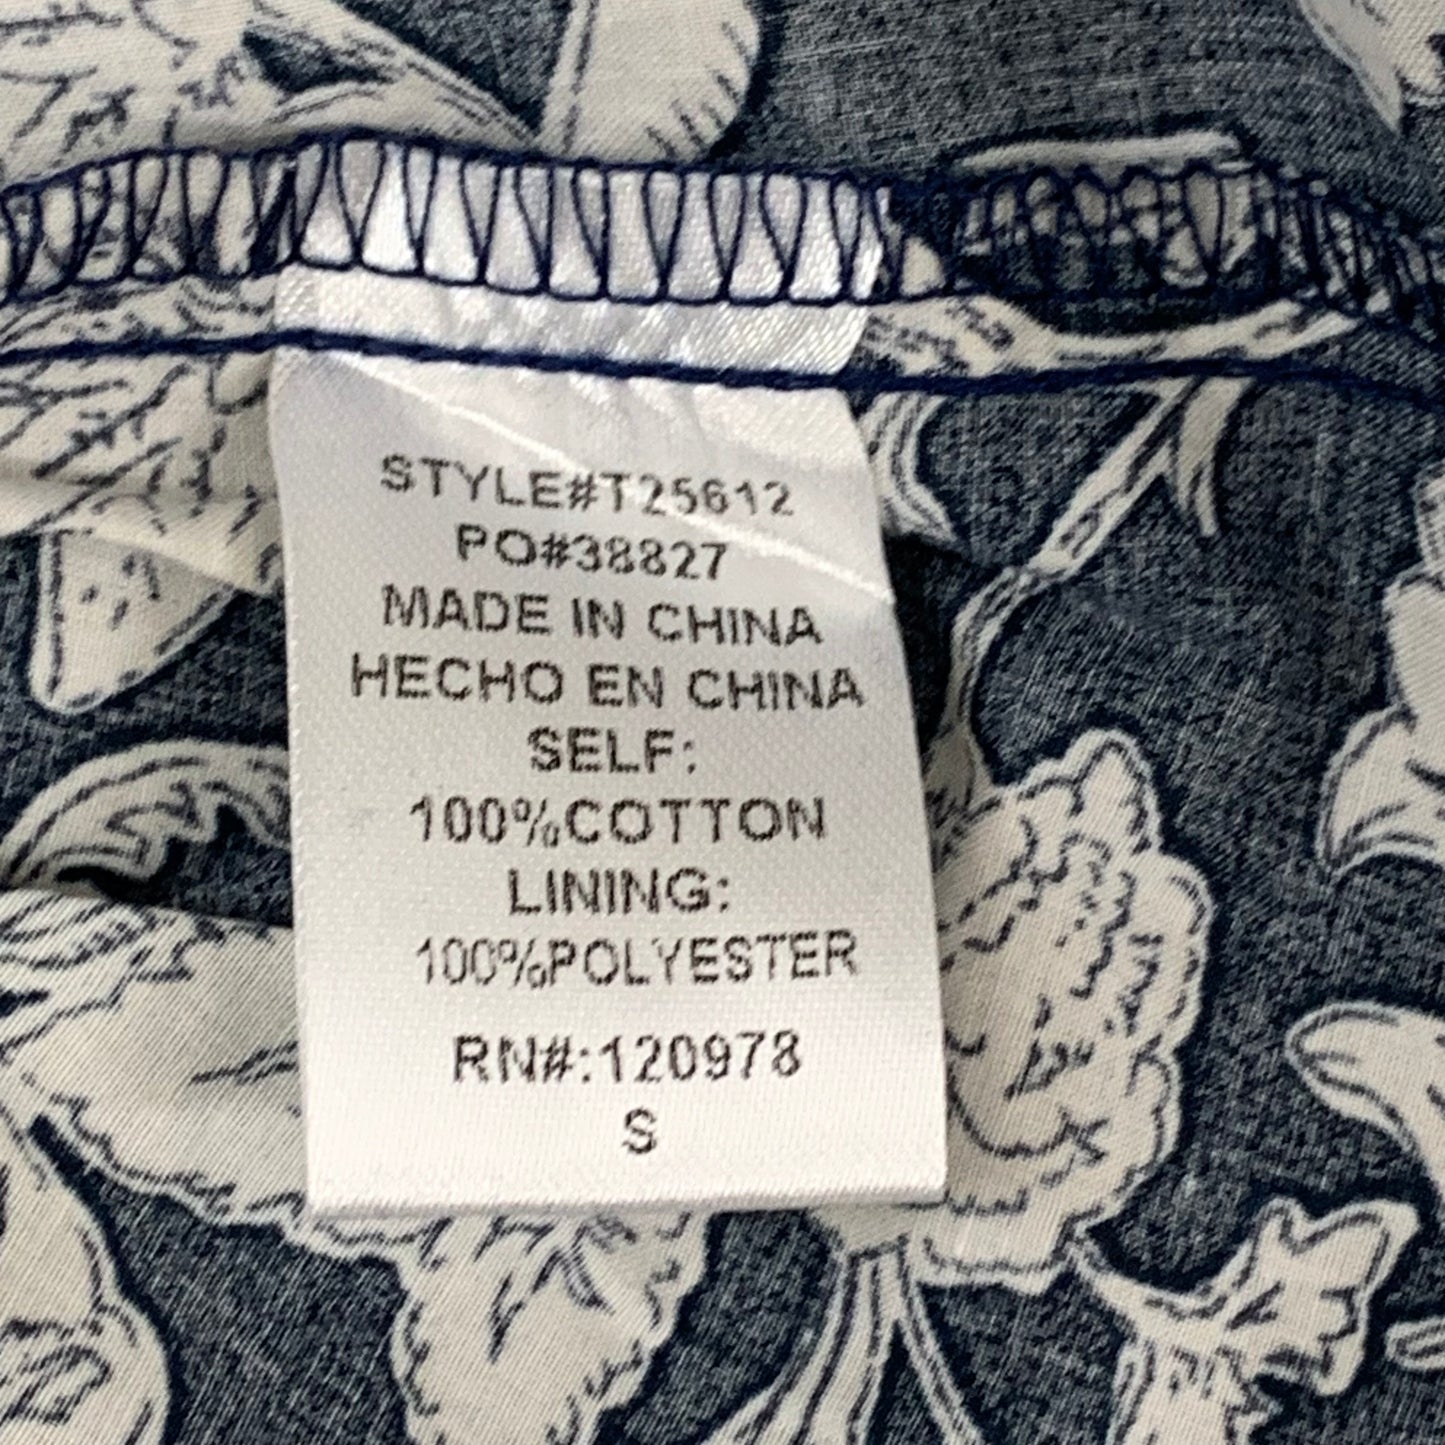 STYLE#T25612
PO#38827
MADE IN CHINA
HECHO EN CHINA
SELF:
100%COTTON
LINING:
100%POLYESTER
RN#:120978
S